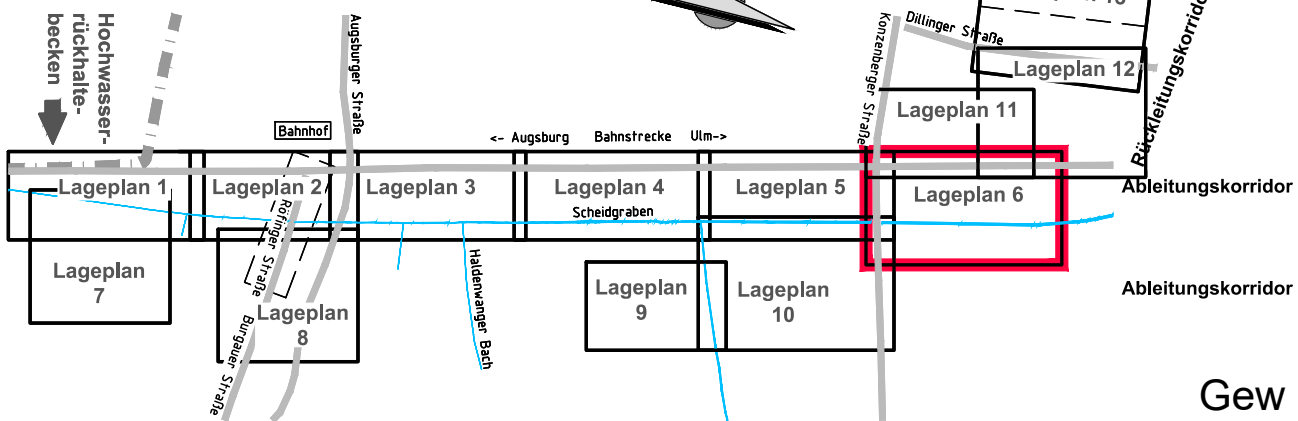 Hochwasser-
rückhalte-
becken
Augsburger Straße
Bahnhof
<- Augsburg Bahnstrecke Ulm->
Konzenberger Straße
Dillinger Straße
Lageplan 12
Lageplan 11
Rückleitungskorrido
Lageplan 1
Lageplan 2
Lageplan 3
Lageplan 4
Lageplan 5
Lageplan 6
Ableitungskorridor
Scheidgraben
Röfinger Straße
Haldenwanger Bach
Lageplan
7
Lageplan
8
Lageplan
9
Lageplan
10
Ableitungskorridor
Burgauer Straße
Gew